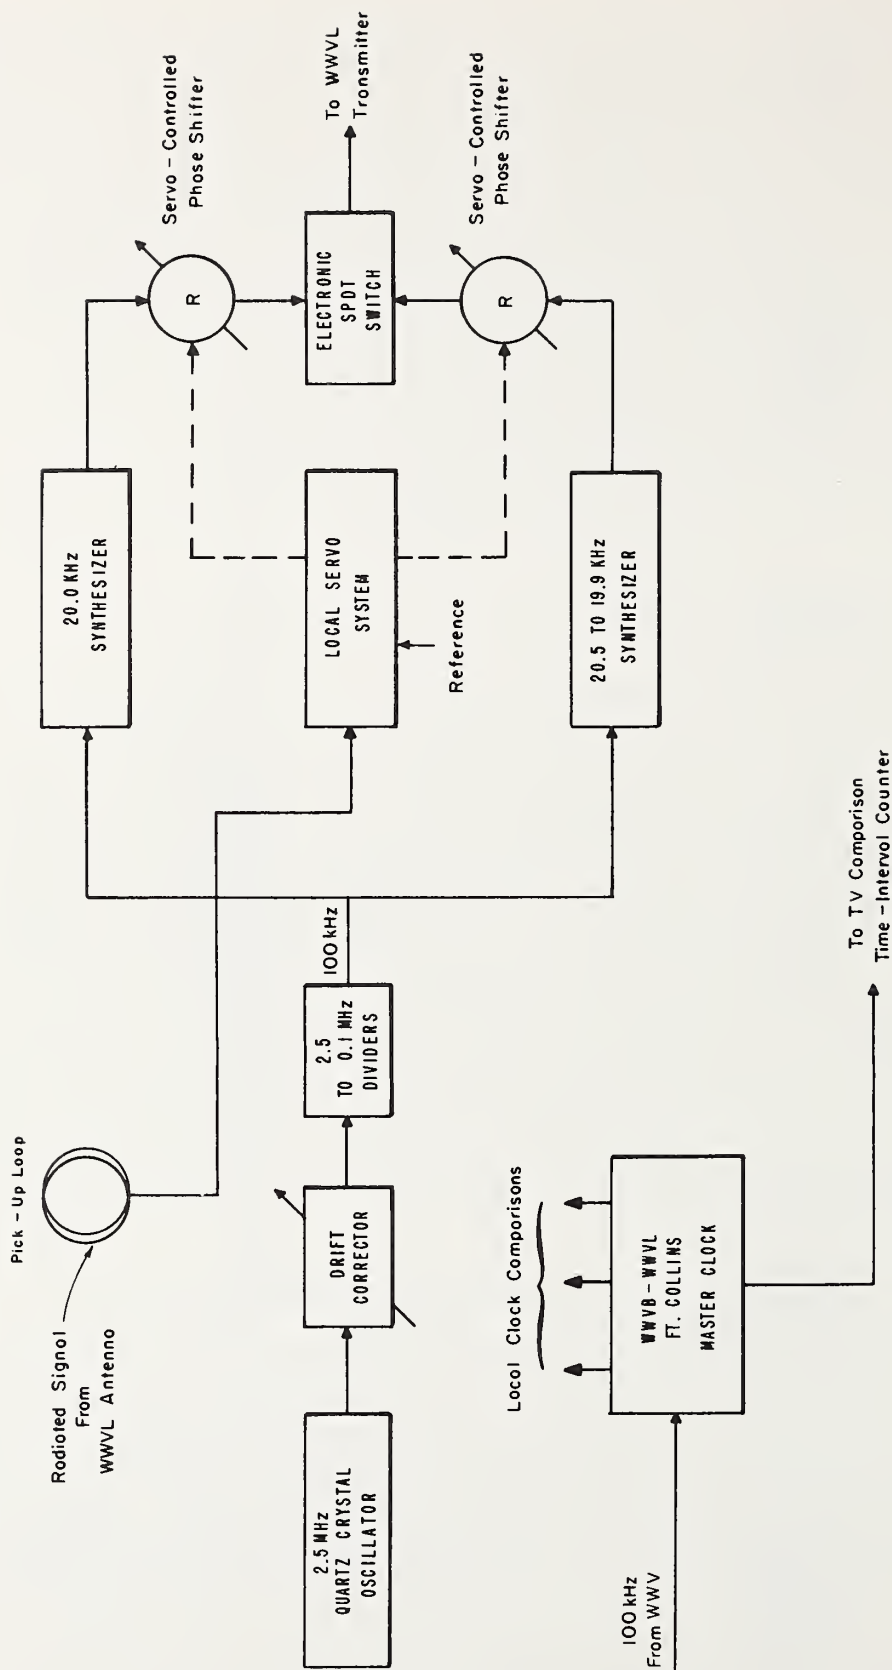 Pick-Up Loop
Radiated Signal
From
WWVL Antenna
20.0 KHz
SYNTHESIZER
Servo-Controlled
Phase Shifter
R
2.5 MHz
QUARTZ CRYSTAL
OSCILLATOR
DRIFT
CORRECTOR
2.5
TO 0.1 MHz
DIVIDERS
100 kHz
LOCAL SERVO
SYSTEM
Reference
ELECTRONIC
SPDT
SWITCH
To WWVL
Transmitter
20.5 TO 19.9 KHz
SYNTHESIZER
R
Servo-Controlled
Phase Shifter
Local Clock Comparisons
100 kHz
From WWV
WWVB-WWVL
FT. COLLINS
MASTER CLOCK
To TV Comparison
Time-Interval Counter